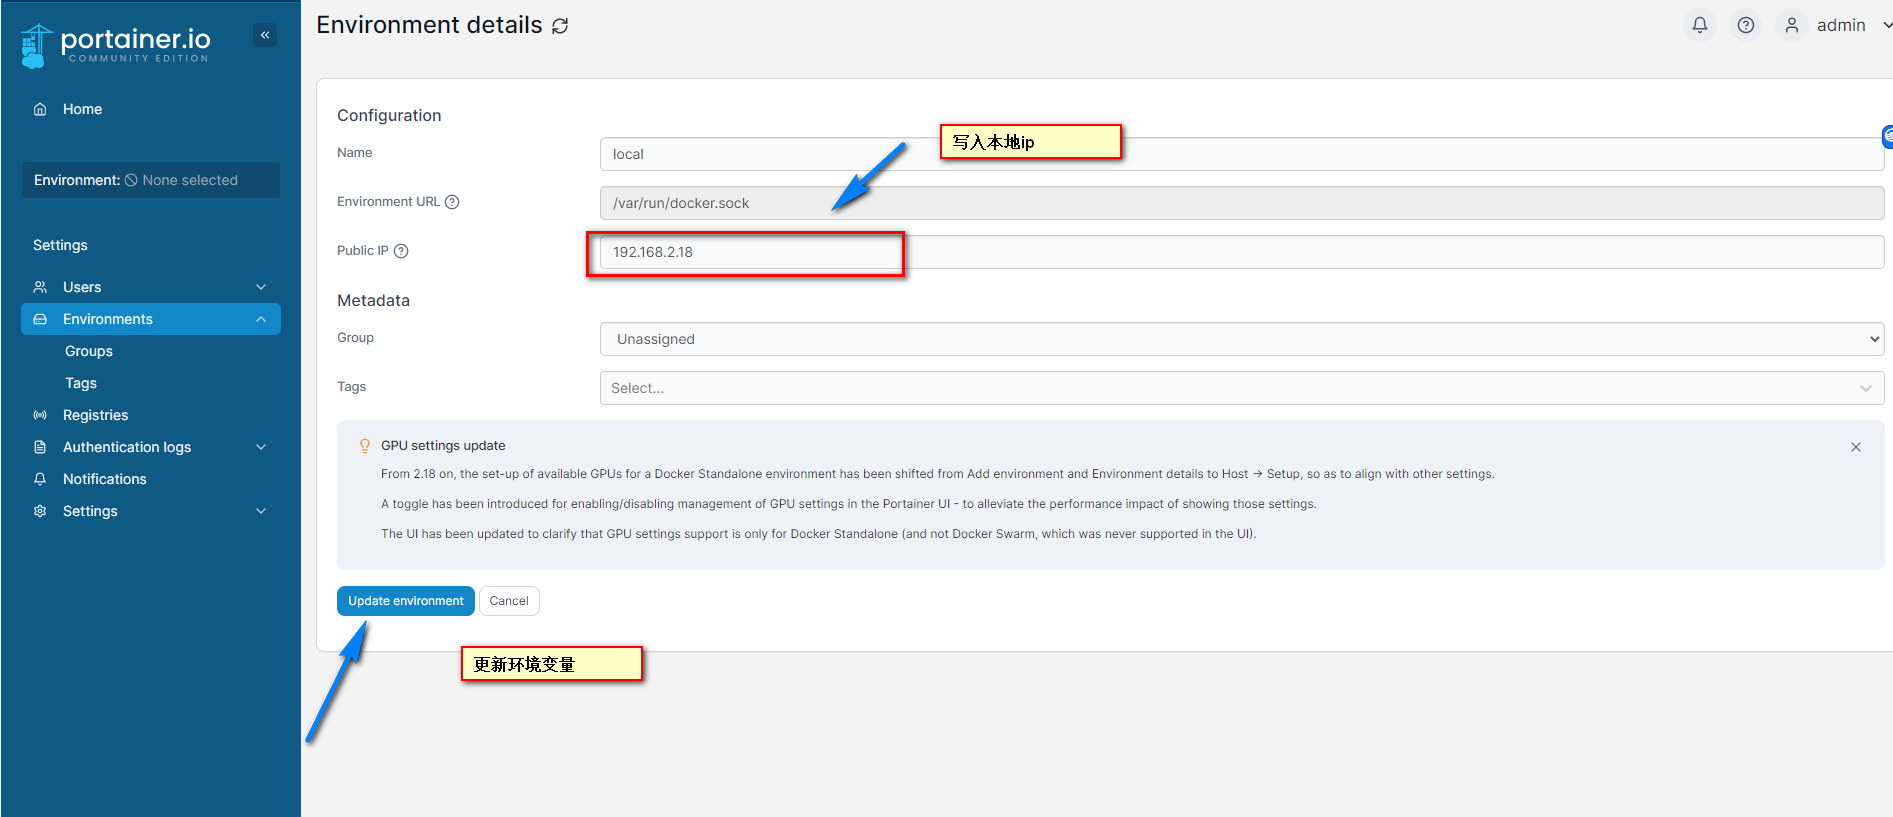 portainer.io
COMMUNITY EDITION
«
Home
Environment: None selected
Settings
Users
Environments
Groups
Tags
Registries
Authentication logs
Notifications
Settings
Environment details
admin
Configuration
Name
local
写入本地ip
Environment URL
/var/run/docker.sock
Public IP
192.168.2.18
Metadata
Group
Unassigned
Tags
Select...
GPU settings update
From 2.18 on, the set-up of available GPUs for a Docker Standalone environment has been shifted from Add environment and Environment details to Host → Setup, so as to align with other settings.
A toggle has been introduced for enabling/disabling management of GPU settings in the Portainer UI - to alleviate the performance impact of showing those settings.
The UI has been updated to clarify that GPU settings support is only for Docker Standalone (and not Docker Swarm, which was never supported in the UI).
Update environment
Cancel
更新环境变量